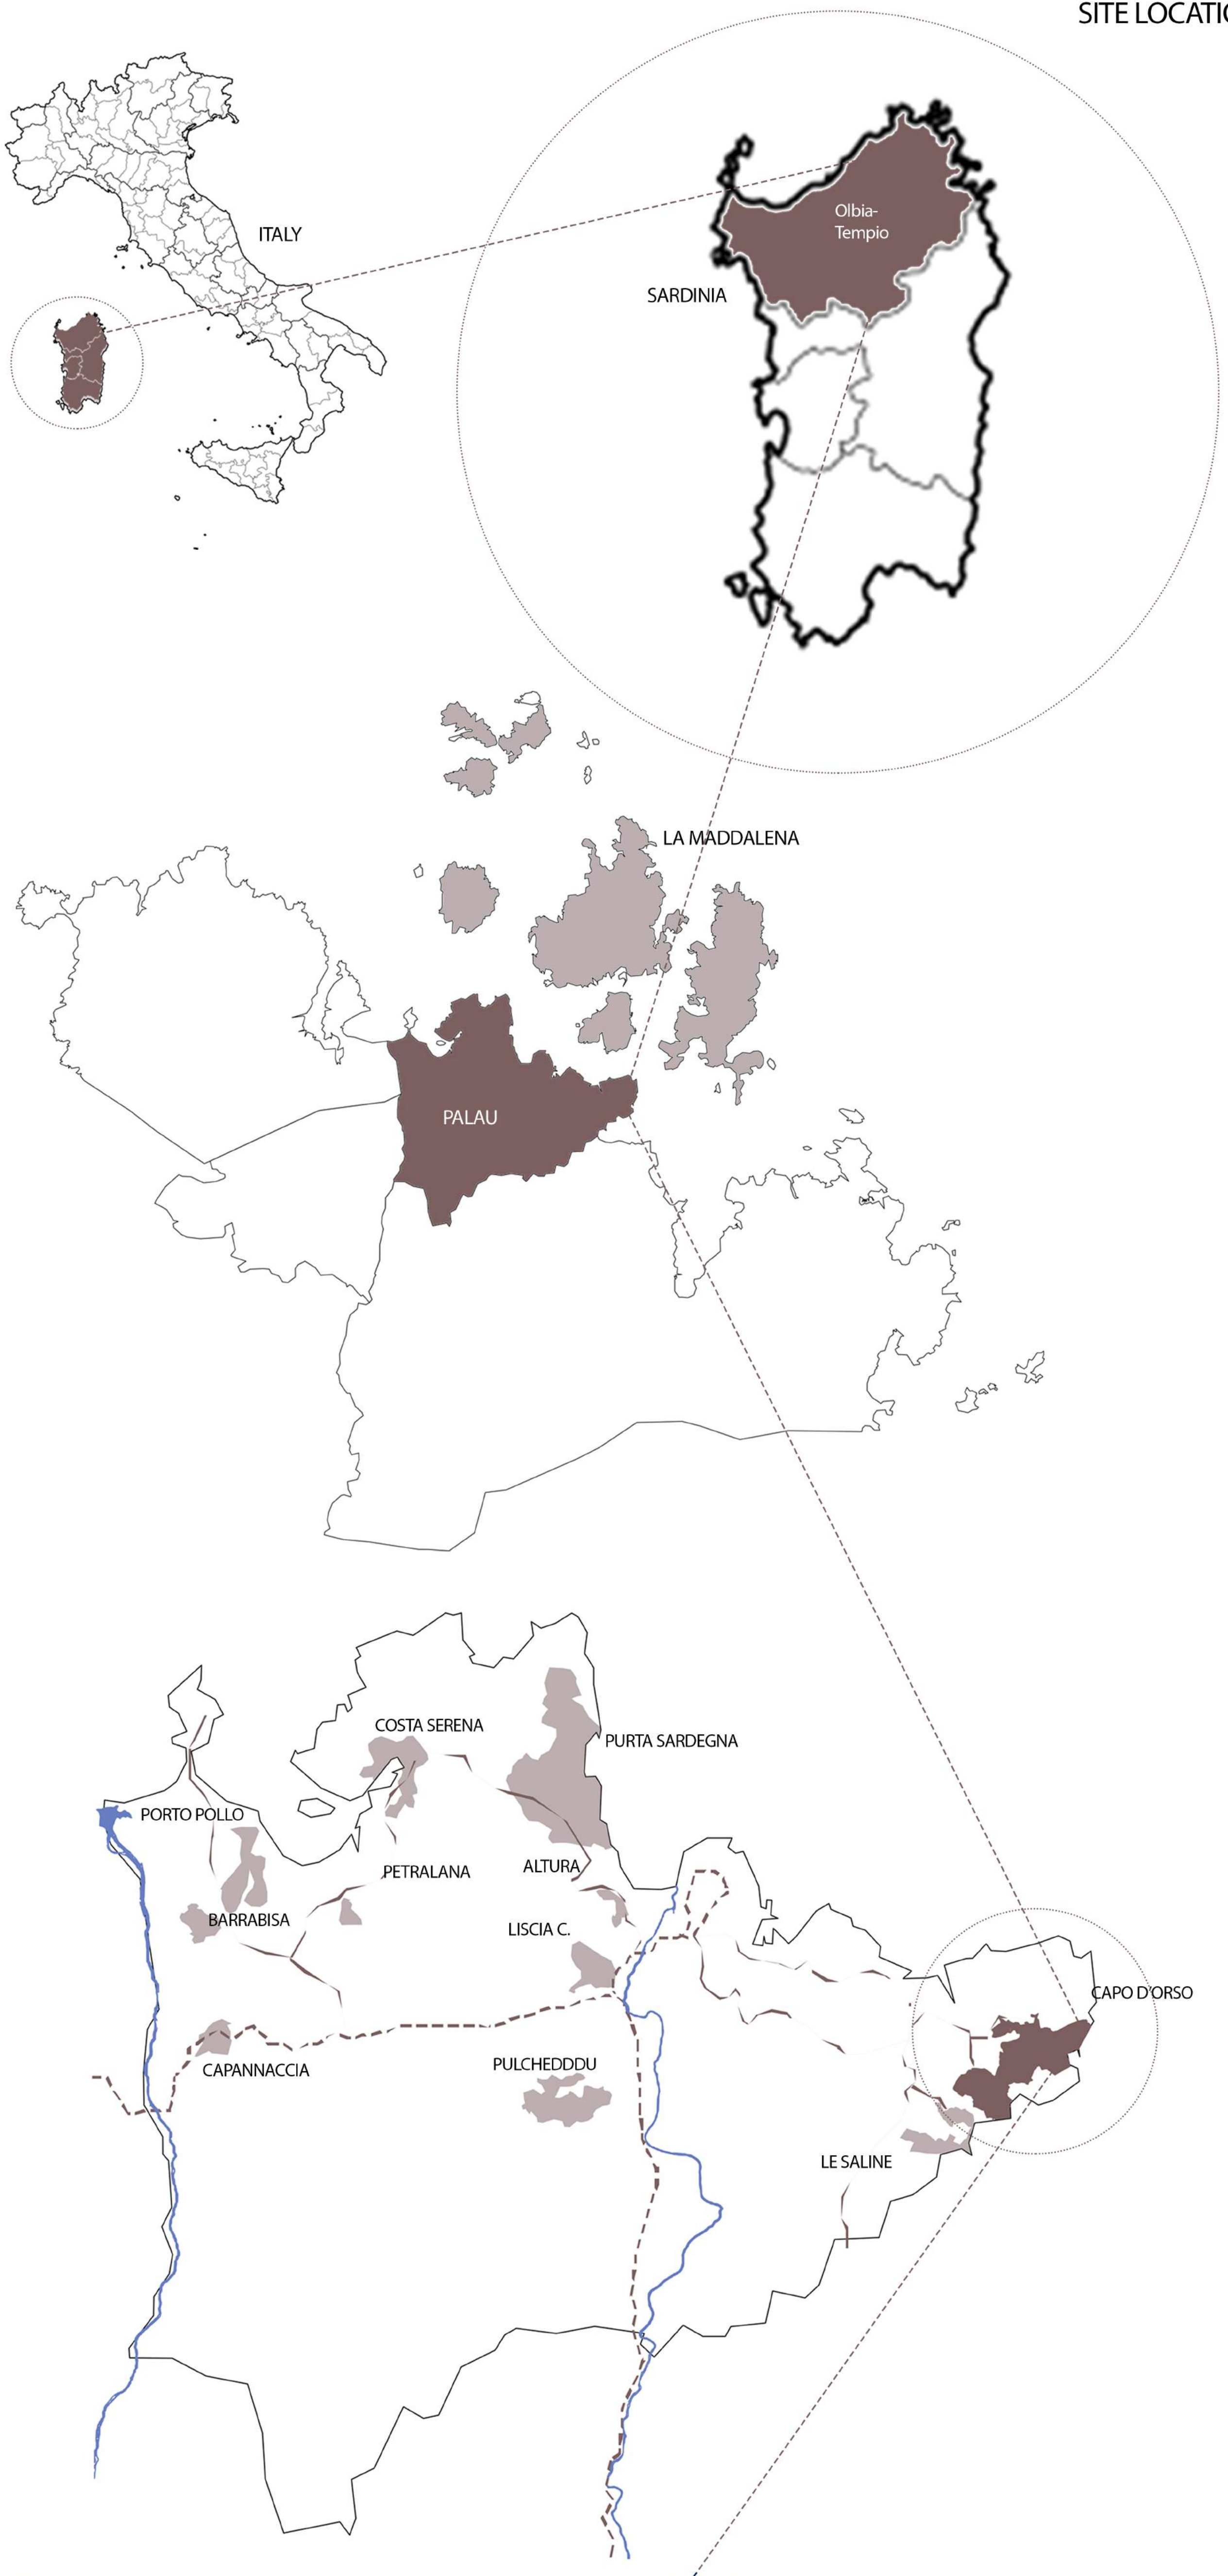 SITE LOCATIO
ITALY
Olbia-
Tempio
SARDINIA
LA MADDALENA
PALAU
COSTA SERENA
PURTA SARDEGNA
PORTO POLLO
PETRALANA
ALTURA
BARRABISA
LISCIA C.
CAPO D'ORSO
CAPANNACCIA
PULCHEDDDU
LE SALINE